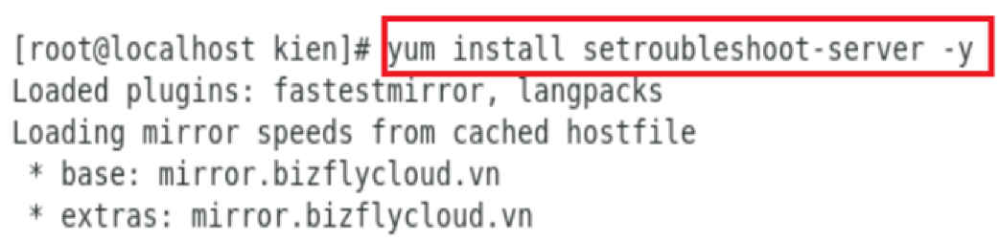 [root@localhost kien]# yum install setroubleshoot-server -y
Loaded plugins: fastestmirror, langpacks
Loading mirror speeds from cached hostfile
 * base: mirror.bizflycloud.vn
 * extras: mirror.bizflycloud.vn